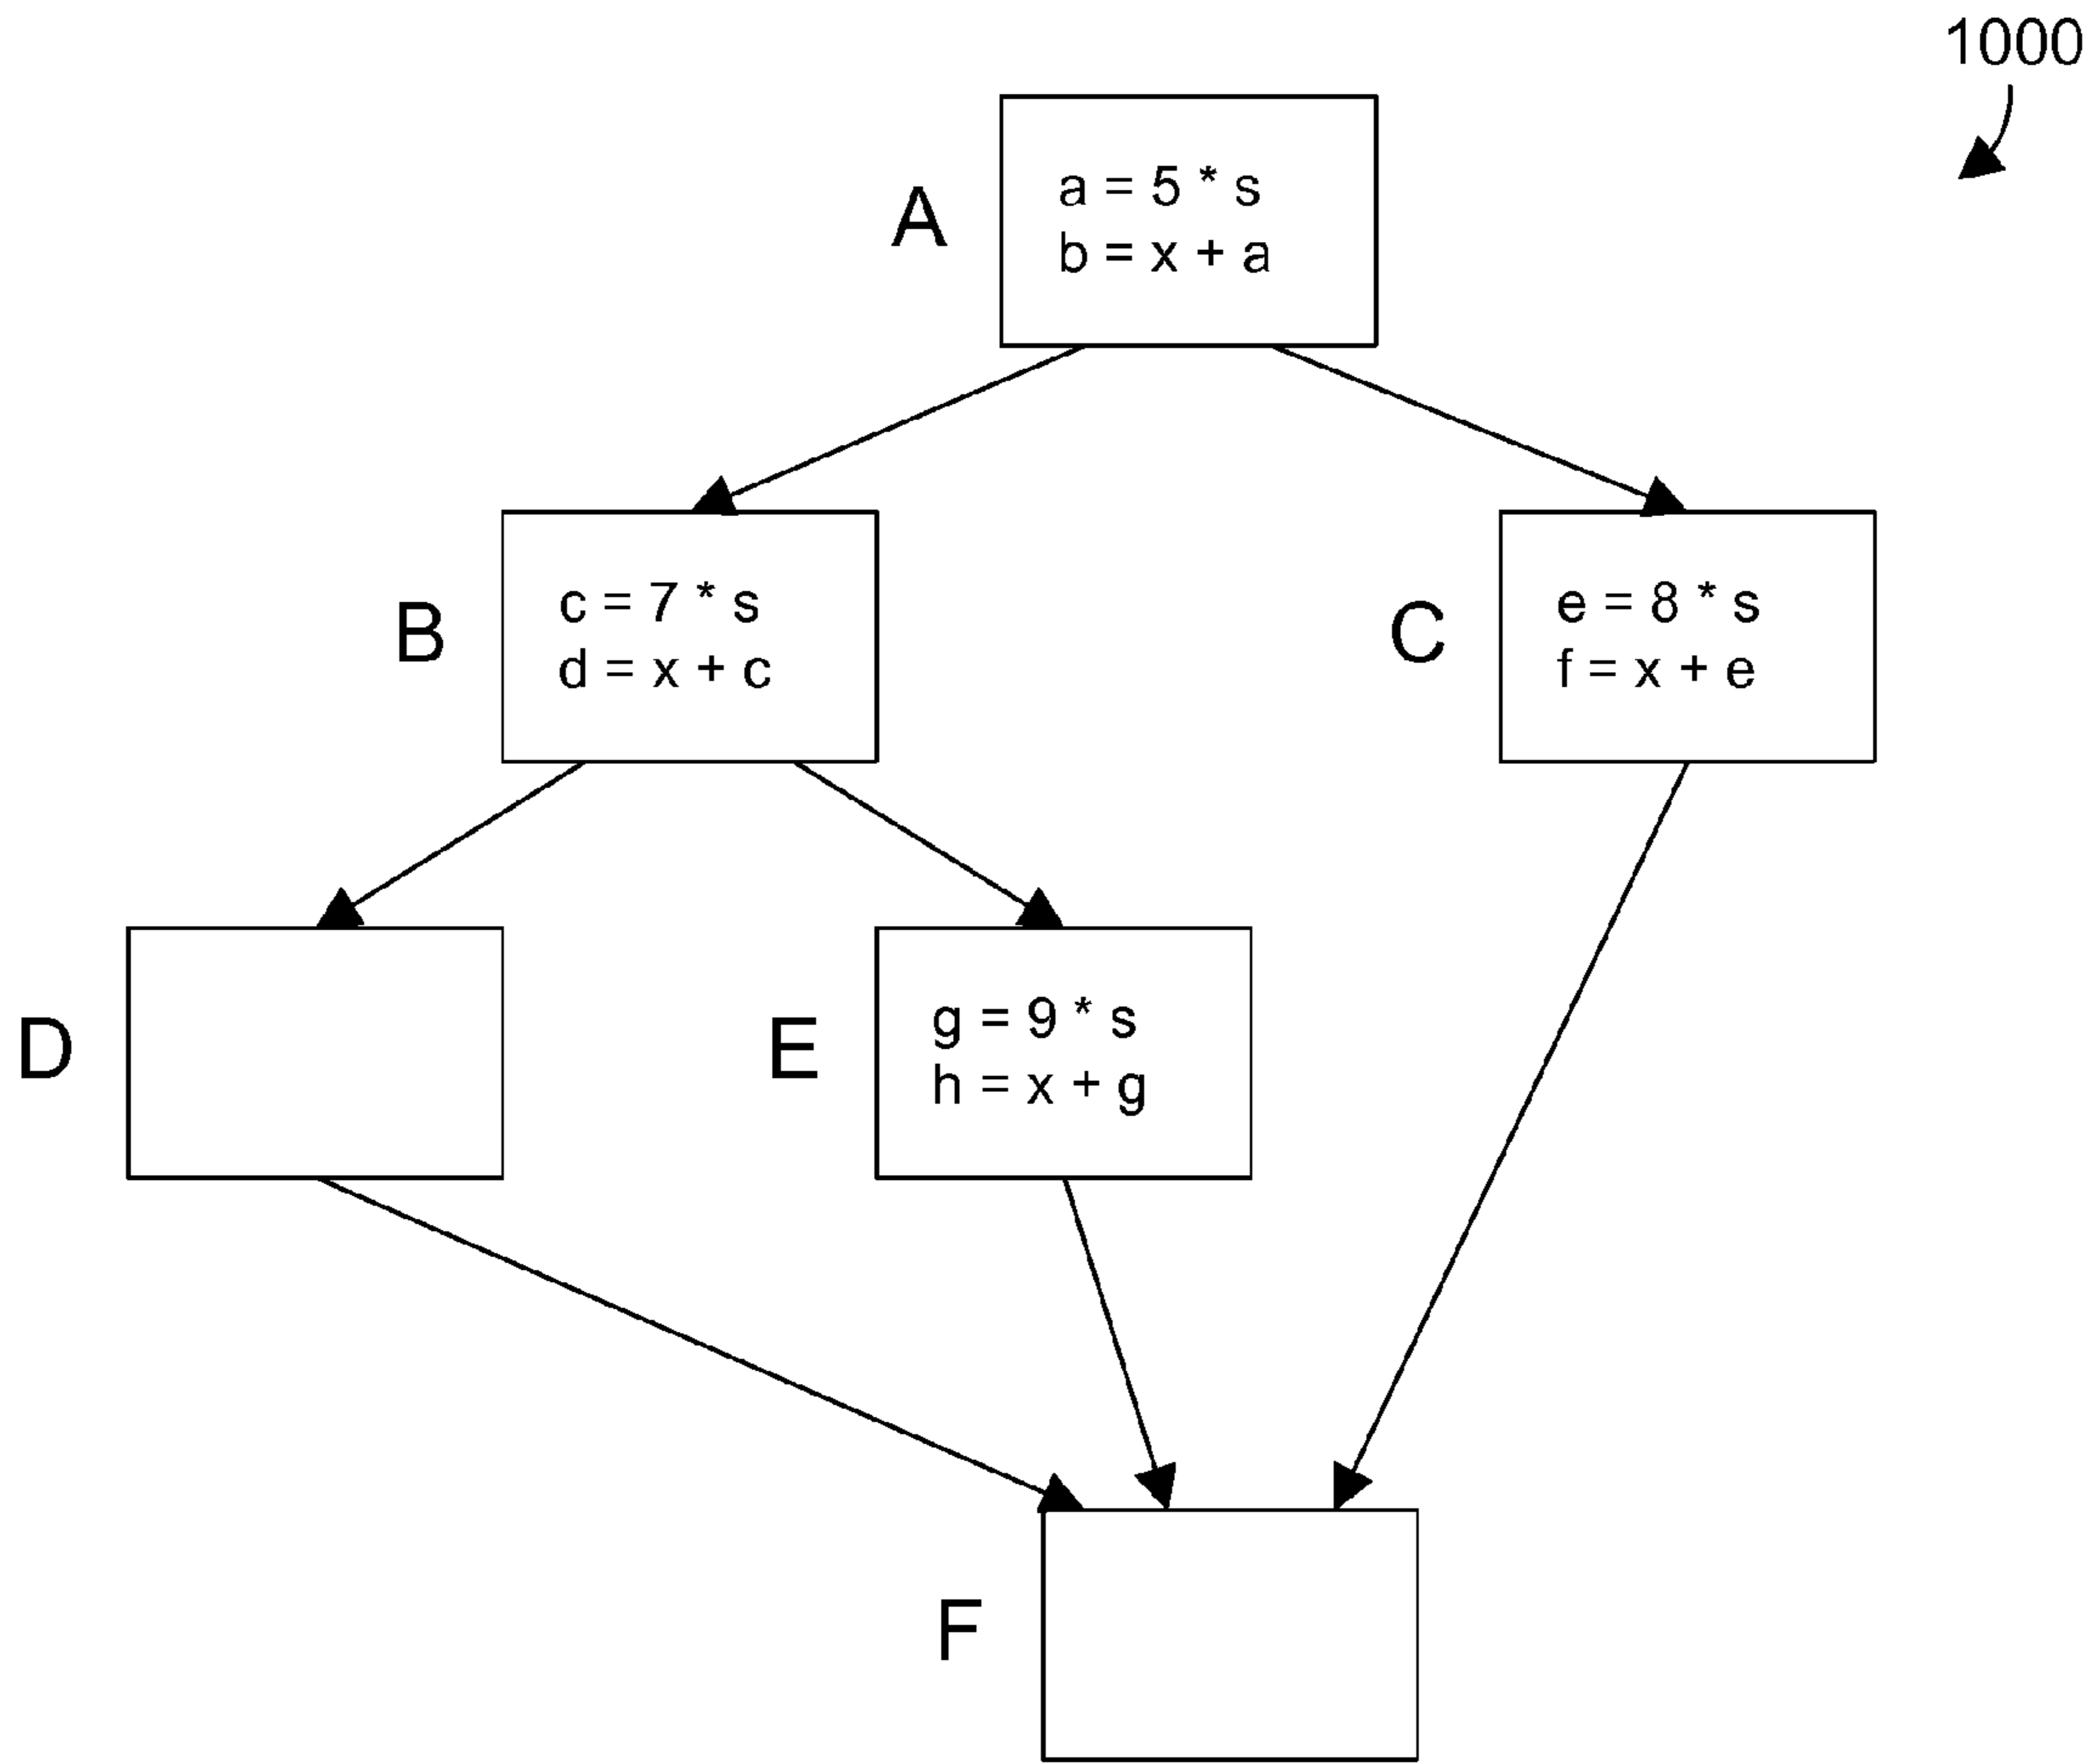 1000
A
a = 5 * s
b = x + a
B
c = 7 * s
d = x + c
C
e = 8 * s
f = x + e
D
E
g = 9 * s
h = x + g
F